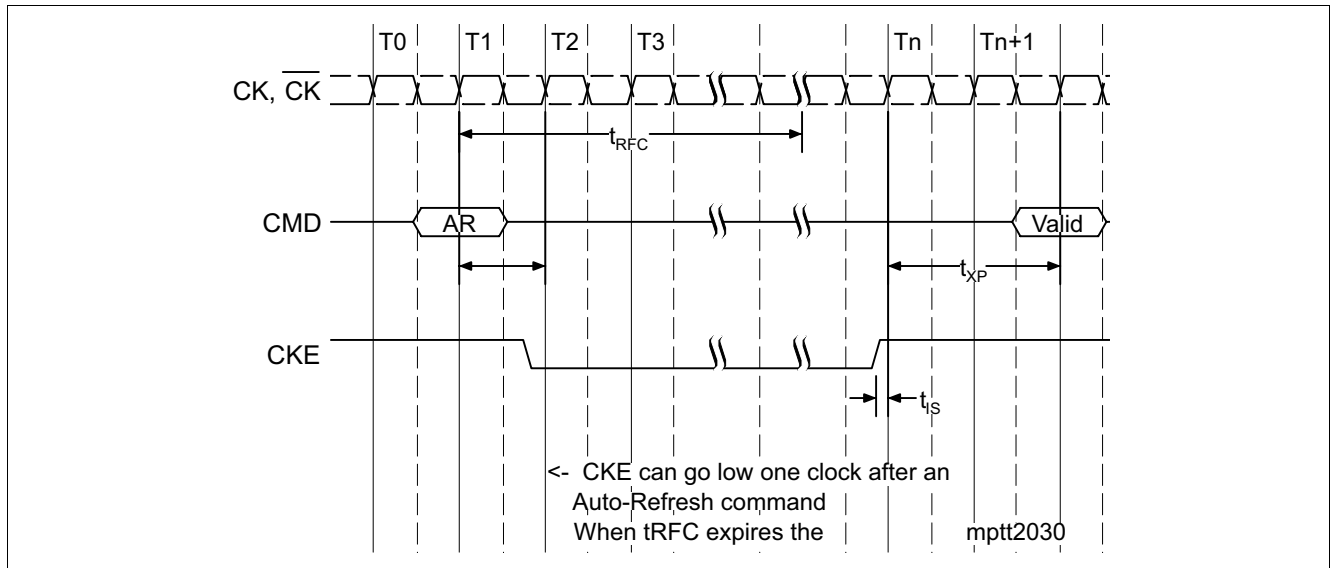 T0 T1 T2 T3 Tn Tn+1
CK, CK
tRFC
CMD AR Valid
tXP
CKE
tIS
<- CKE can go low one clock after an
Auto-Refresh command
When tRFC expires the mptt2030